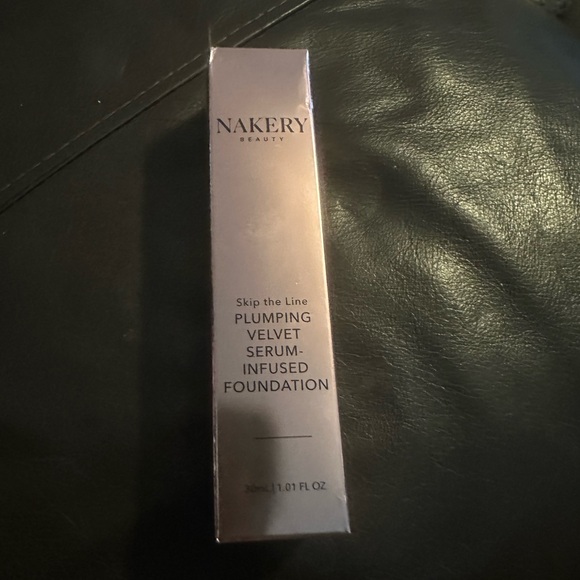 NAKERY
BEAUTY
Skip the Line
PLUMPING
VELVET
SERUM-
INFUSED
FOUNDATION
30mL | 1.01 FL OZ